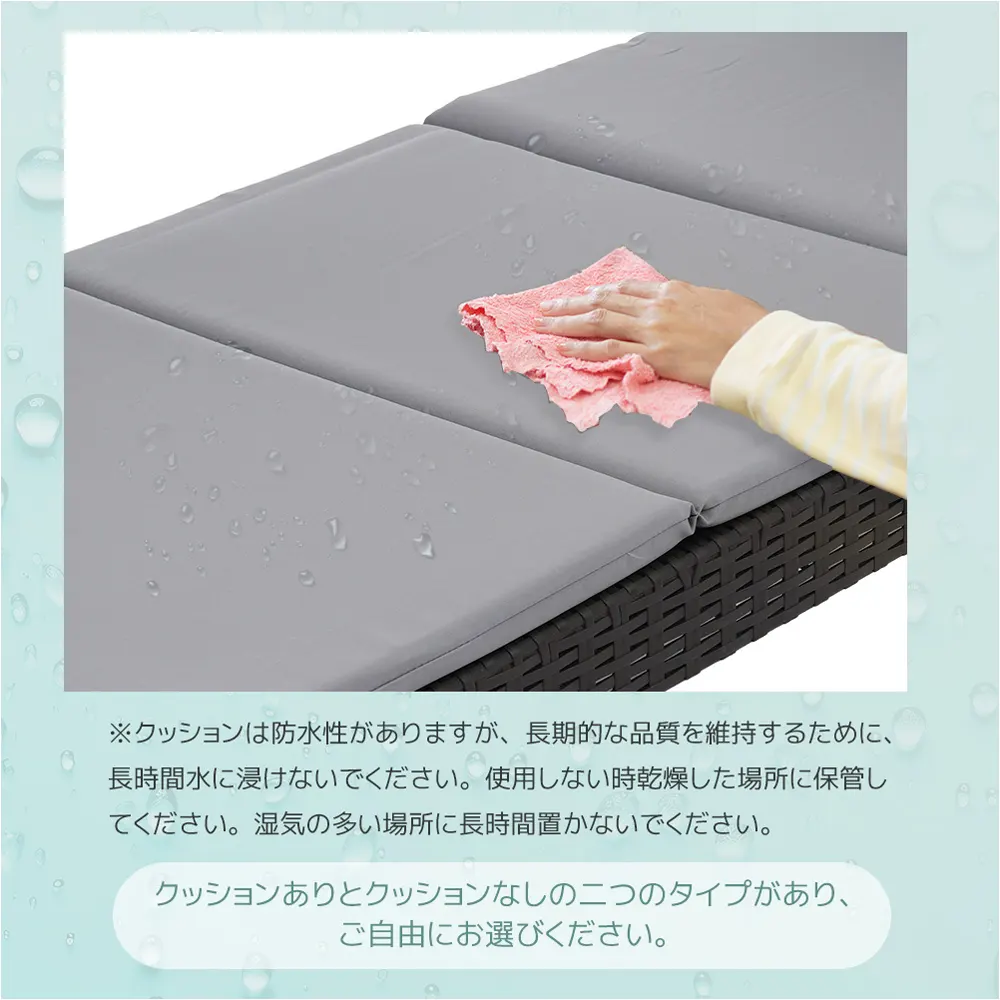 ※クッションは防水性がありますが、長期的な品質を維持するために、
長時間水に浸けないでください。使用しない時乾燥した場所に保管し
てください。湿気の多い場所に長時間置かないでください。
クッションありとクッションなしの二つのタイプがあり、
ご自由にお選びください。